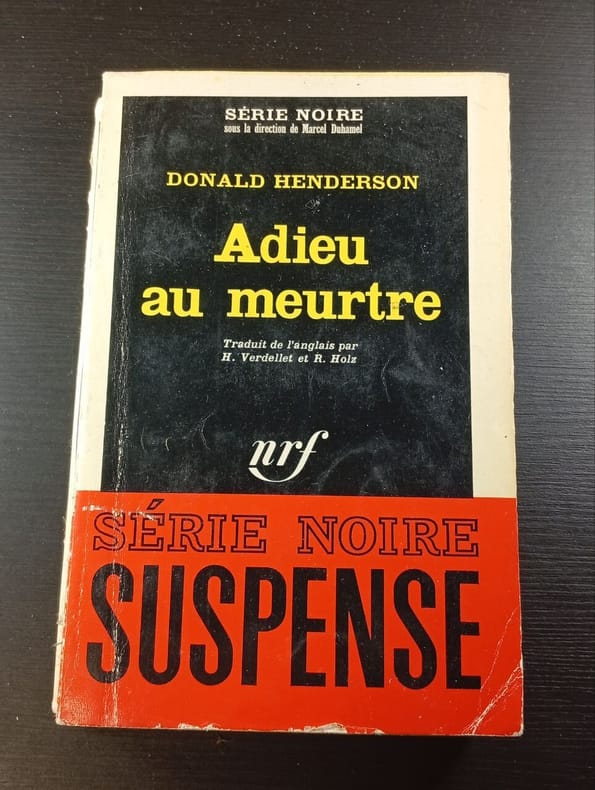 SÉRIE NOIRE
sous la direction de Marcel Duhamel
DONALD HENDERSON
Adieu
au meurtre
Traduit de l'anglais par
H. Verdellet et R. Holz
nrf
SÉRIE NOIRE
SUSPENSE